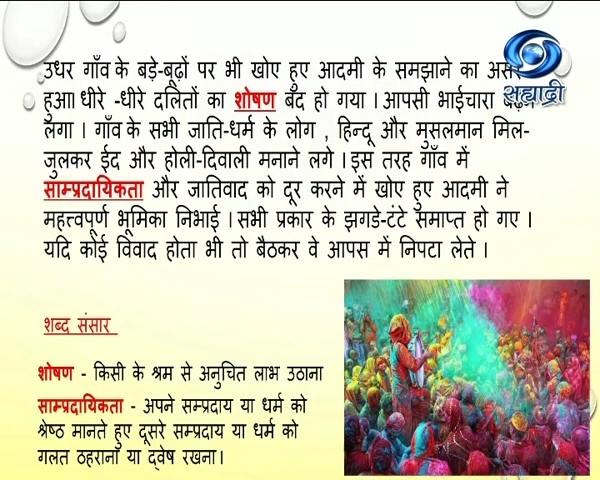 उधर गाँव के बड़े-बूढ़ों पर भी खोए हुए आदमी के समझाने का असर
हुआ। धीरे -धीरे दलितों का शोषण बंद हो गया । आपसी भाईचारा
लगा । गाँव के सभी जाति-धर्म के लोग , हिन्दू और मुसलमान मिल-
जुलकर ईद और होली-दिवाली मनाने लगे । इस तरह गाँव में
साम्प्रदायिकता और जातिवाद को दूर करने में खोए हुए आदमी ने
महत्त्वपूर्ण भूमिका निभाई । सभी प्रकार के झगडे-टंटे समाप्त हो गए ।
यदि कोई विवाद होता भी तो बैठकर वे आपस में निपटा लेते ।
सह्याद्री
शब्द संसार
शोषण - किसी के श्रम से अनुचित लाभ उठाना
साम्प्रदायिकता - अपने सम्प्रदाय या धर्म को
श्रेष्ठ मानते हुए दूसरे सम्प्रदाय या धर्म को
गलत ठहराना या द्वेष रखना ।